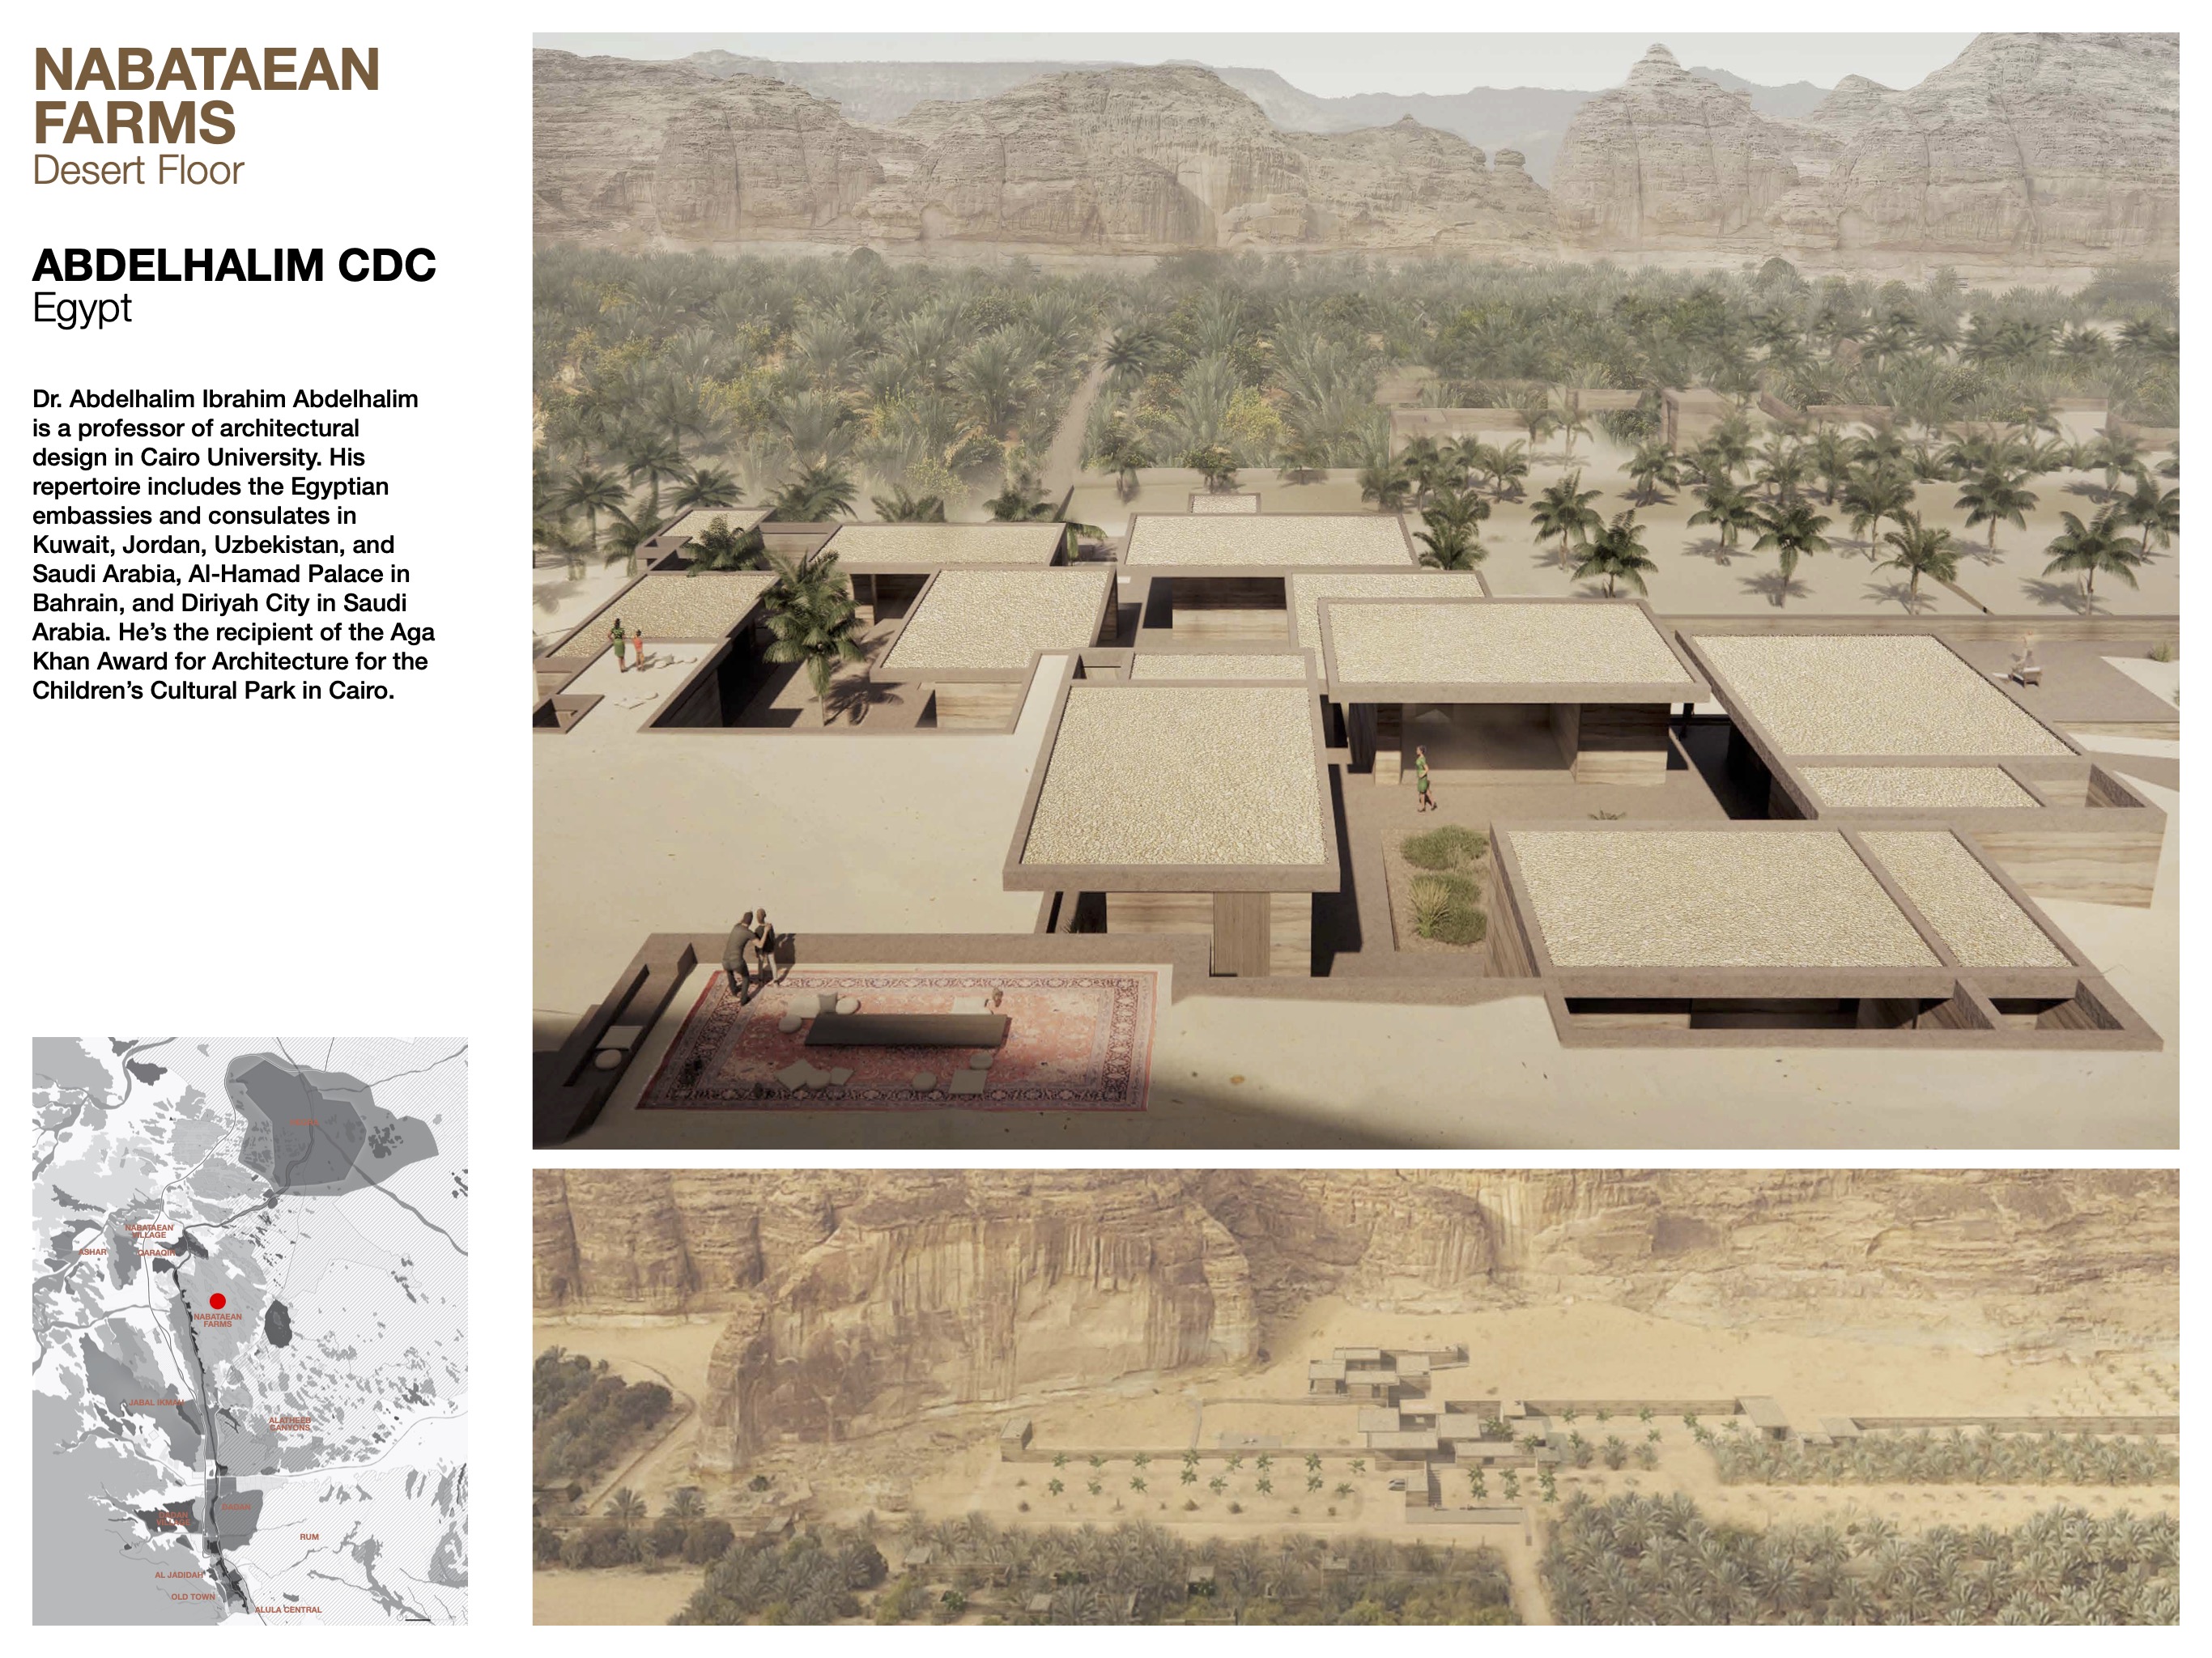 NABATAEAN
FARMS
Desert Floor
ABDELHALIM CDC
Egypt
Dr. Abdelhalim Ibrahim Abdelhalim
is a professor of architectural
design in Cairo University. His
repertoire includes the Egyptian
embassies and consulates in
Kuwait, Jordan, Uzbekistan, and
Saudi Arabia, Al-Hamad Palace in
Bahrain, and Diriyah City in Saudi
Arabia. He’s the recipient of the Aga
Khan Award for Architecture for the
Children’s Cultural Park in Cairo.
NABATAEAN
VILLAGE
ASHAR
QARAQIR
NABATAEAN
FARMS
JABAL IKMAH
ALATHEEB
CANYONS
DADAN
DADAN
VILLAGE
RUM
AL JADIDAH
OLD TOWN
ALULA CENTRAL